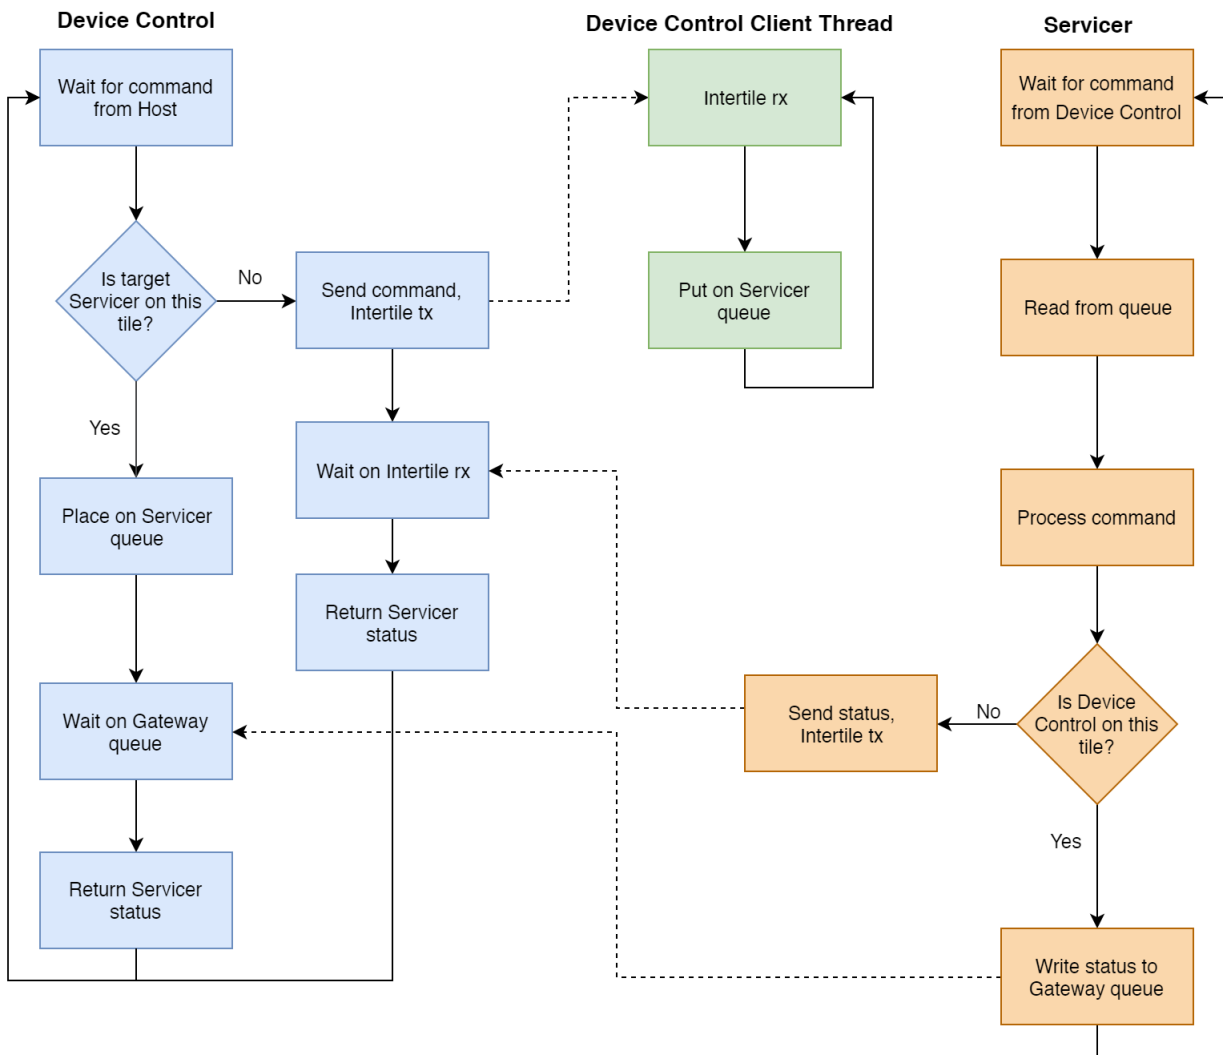 Device Control
Device Control Client Thread
Servicer
Wait for command
from Host
Intertile rx
Wait for command
from Device Control
Is target
Servicer on this
tile?
No
Send command,
Intertile tx
Put on Servicer
queue
Read from queue
Yes
Wait on Intertile rx
Place on Servicer
queue
Process command
Return Servicer
status
Wait on Gateway
queue
Send status,
Intertile tx
No
Is Device
Control on this
tile?
Yes
Return Servicer
status
Write status to
Gateway queue